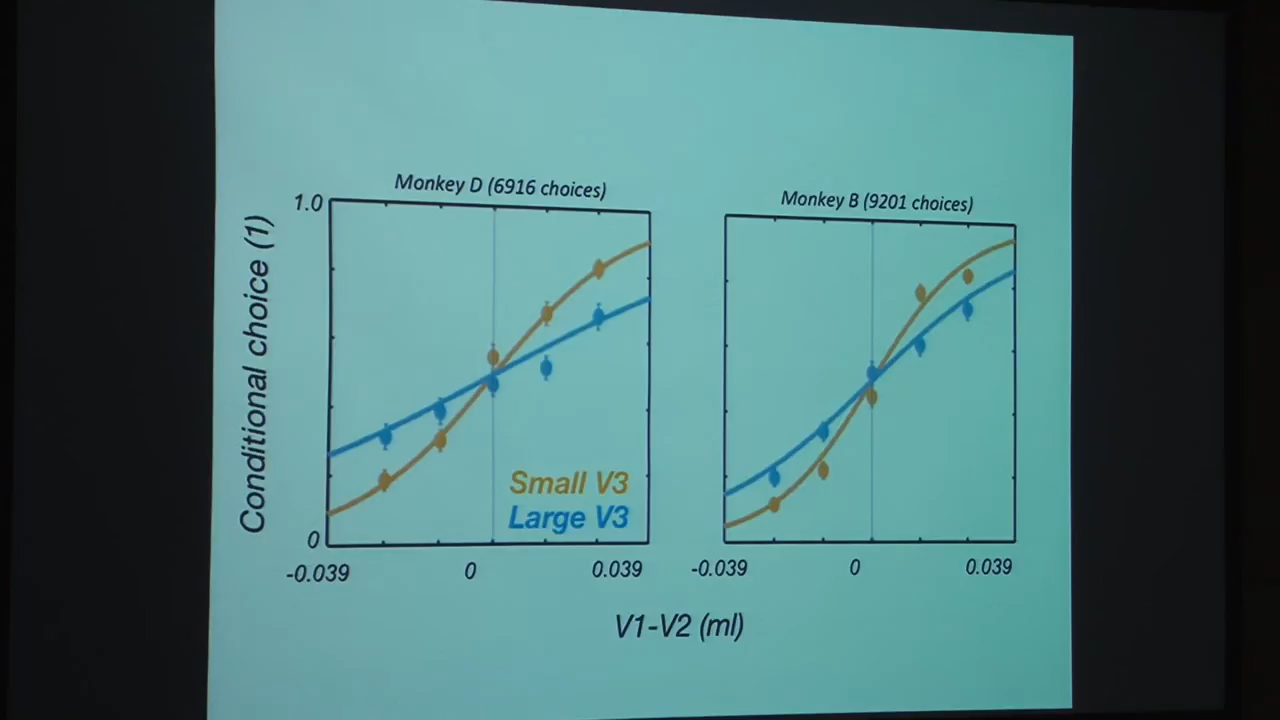 Monkey D (6916 choices)
Monkey B (9201 choices)
1.0
Conditional choice (1)
Small V3
Large V3
0
-0.039
0
0.039
-0.039
0
0.039
V1-V2 (ml)